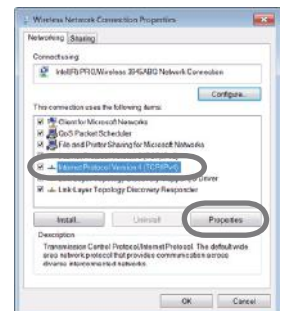 Wireless Network Connection Properties
Networking Sharing
Connect using:
Intel(R) PRO/Wireless 3945ABG Network Connection
Configure...
This connection uses the following items:
Client for Microsoft Networks
QoS Packet Scheduler
File and Printer Sharing for Microsoft Networks
Internet Protocol Version 4 (TCP/IPv4)
Driver
Link-Layer Topology Discovery Responder
Install... Uninstall Properties
Description
Transmission Control Protocol/Internet Protocol. The default wide
area network protocol that provides communication across
diverse interconnected networks.
OK Cancel